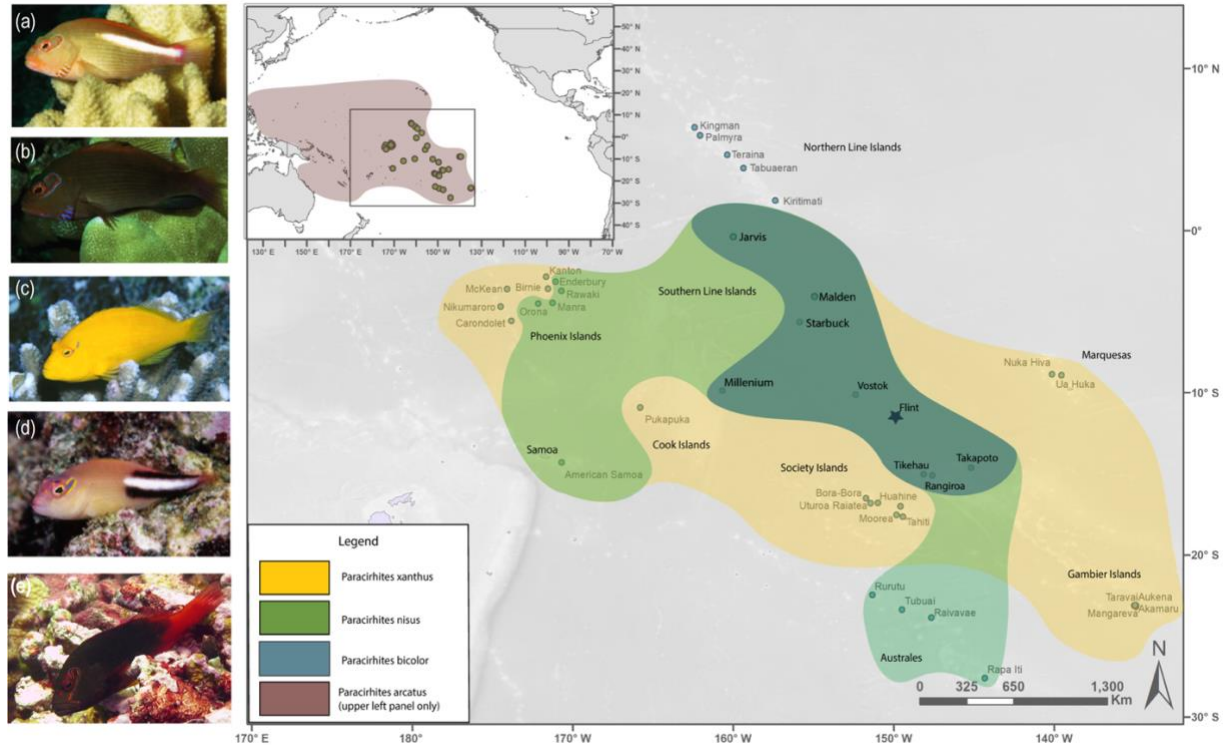 (a)
(b)
(c)
(d)
(e)
50° N
40° N
30° N
20° N
10° N
0°
10° S
20° S
30° S
40° S
130° E
150° E
170° E
170° W
150° W
130° W
110° W
90° W
70° W
10° N
0°
10° S
20° S
30° S
Kingman
Palmyra
Northern Line Islands
Teraina
Tabuaeran
Kiritimati
Jarvis
Kanton
Enderbury
McKean
Birnie
Rawaki
Southern Line Islands
Malden
Nikumaroro
Orona
Manra
Carondolet
Starbuck
Phoenix Islands
Marquesas
Nuka Hiva
Ua Huka
Millenium
Vostok
Flint
Pukapuka
Cook Islands
Samoa
American Samoa
Society Islands
Tikehau
Takapoto
Rangiroa
Bora-Bora
Huahine
Uturoa Raiatea
Moorea
Tahiti
Gambier Islands
Rurutu
Tubuai
Raivavae
Taravai
Aukena
Mangareva
Akamaru
Australes
Rapa Iti
N
0 325 650 1,300
Km
Legend
Paracirhites xanthus
Paracirhites nisus
Paracirhites bicolor
Paracirhites arcatus
(upper left panel only)
170° E
180°
170° W
160° W
150° W
140° W